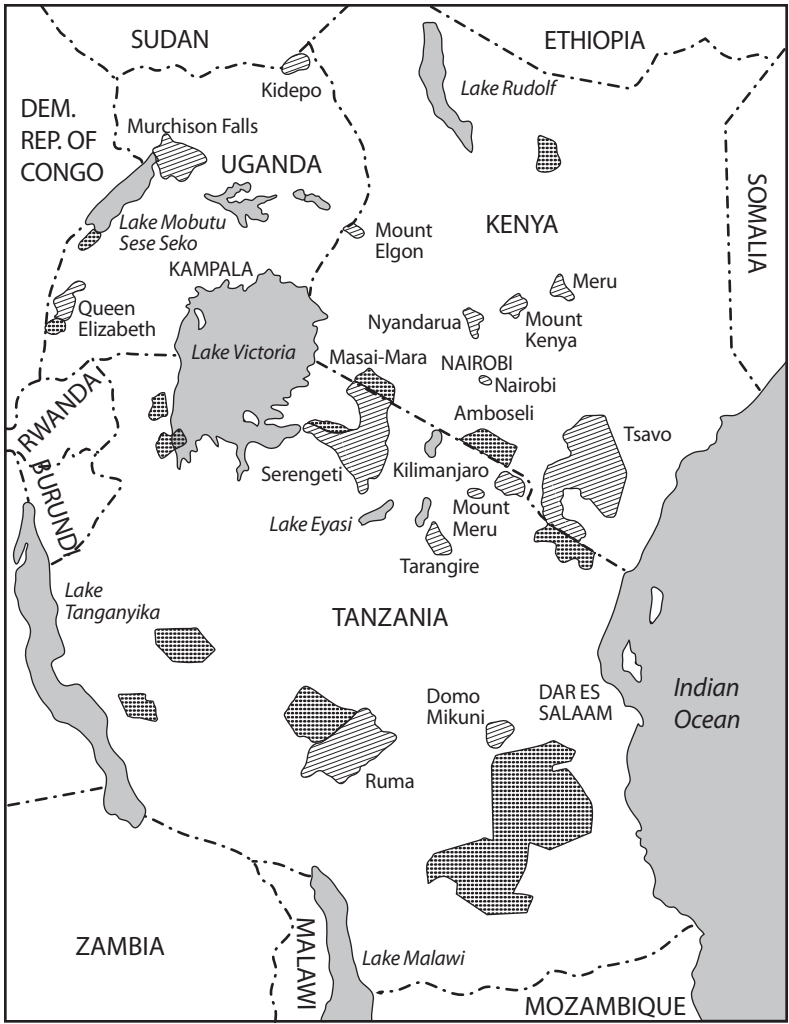 SUDAN
ETHIOPIA
Kidepo
Lake Rudolf
DEM.
REP. OF
CONGO
Murchison Falls
UGANDA
SOMALIA
Lake Mobutu
Sese Seko
KENYA
Mount
Elgon
KAMPALA
Meru
Queen
Elizabeth
Nyandarua
Mount
Kenya
Lake Victoria
Masai-Mara
NAIROBI
Nairobi
RWANDA
Amboseli
Tsavo
BURUNDI
Serengeti
Kilimanjaro
Lake Eyasi
Mount
Meru
Tarangire
Lake
Tanganyika
TANZANIA
Domo
Mikuni
DAR ES
SALAAM
Indian
Ocean
Ruma
ZAMBIA
MALAWI
Lake Malawi
MOZAMBIQUE